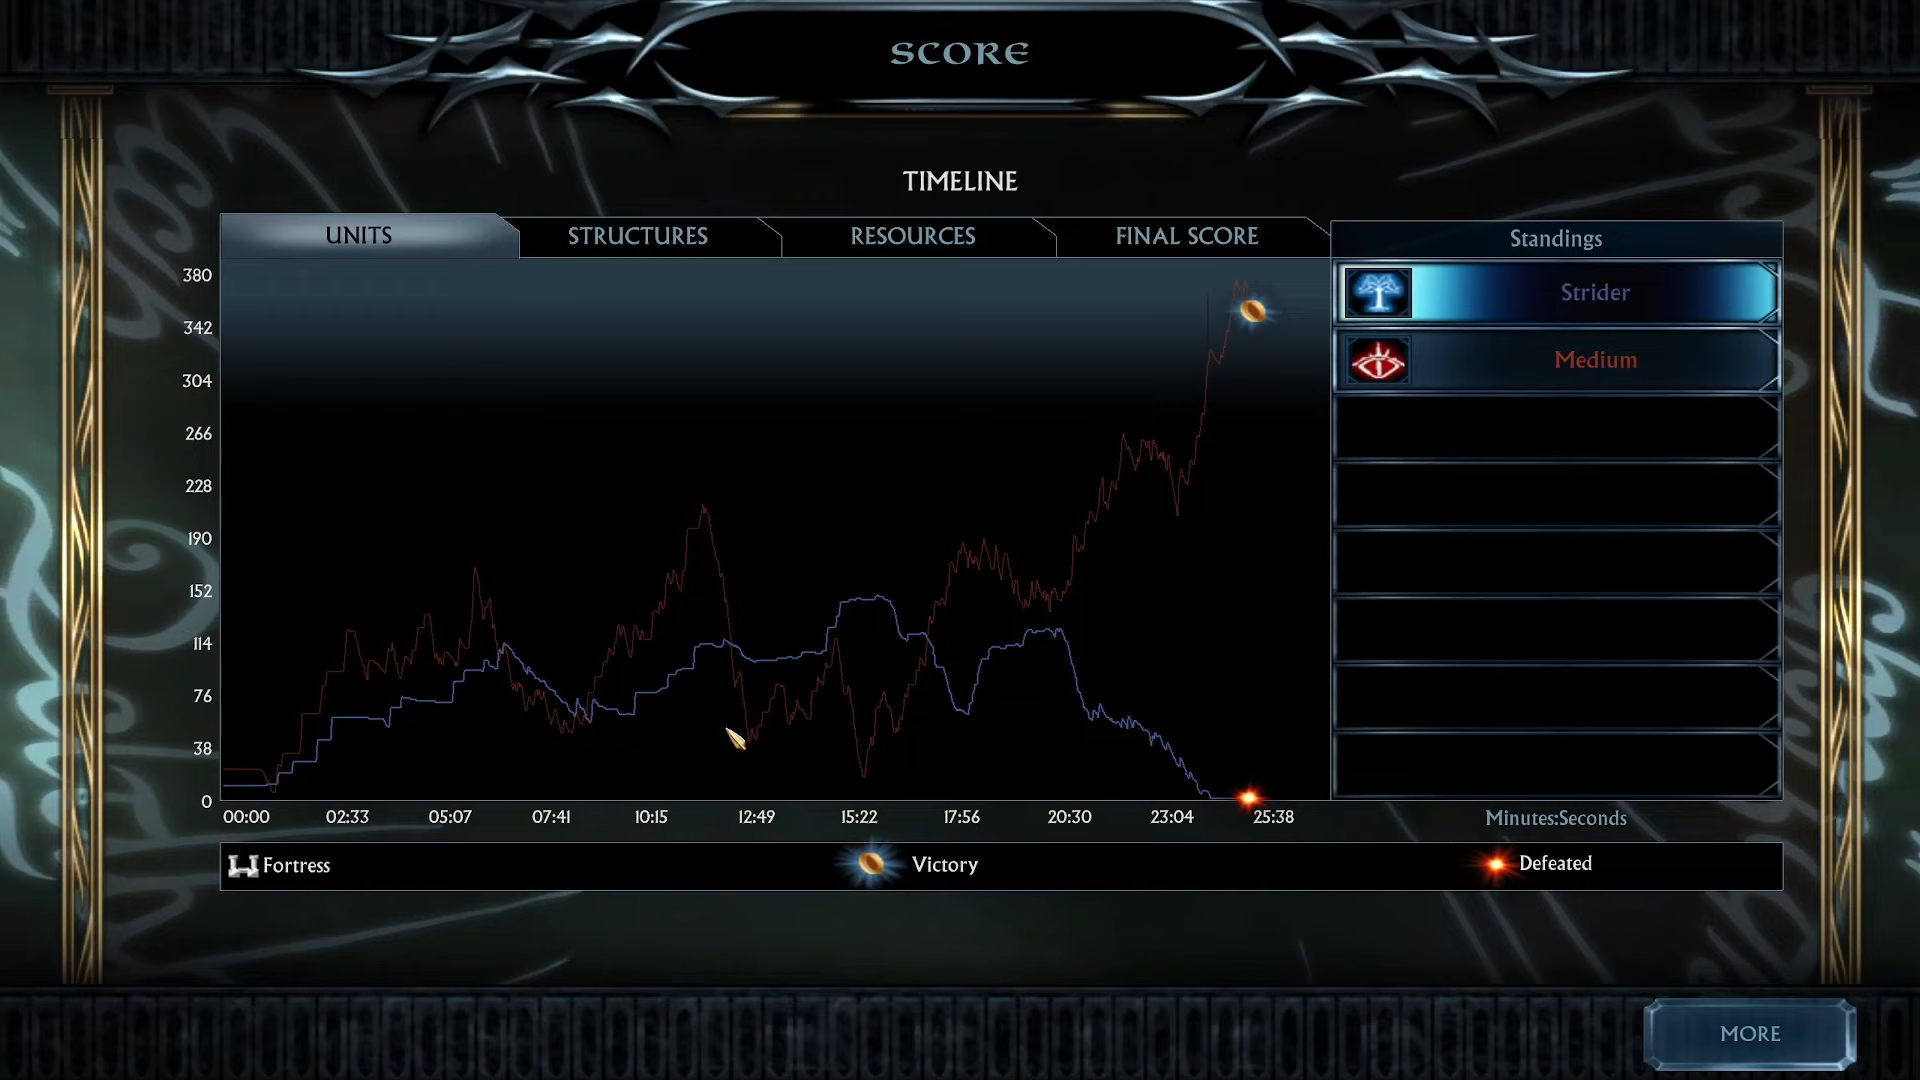 SCORE
TIMELINE
UNITS
STRUCTURES
RESOURCES
FINAL SCORE
Standings
Strider
Medium
380
342
304
266
228
190
152
114
76
38
0
00:00 02:33 05:07 07:41 10:15 12:49 15:22 17:56 20:30 23:04 25:38
Minutes:Seconds
Fortress
Victory
Defeated
MORE